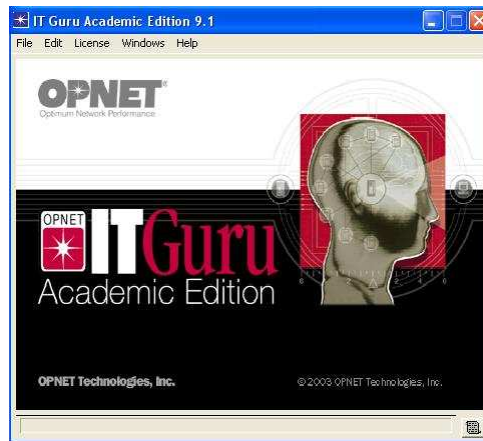 IT Guru Academic Edition 9.1
File Edit License Windows Help
OPNET®
Optimum Network Performance
OPNET
ITGuru
Academic Edition
OPNET Technologies, Inc.
© 2003 OPNET Technologies, Inc.